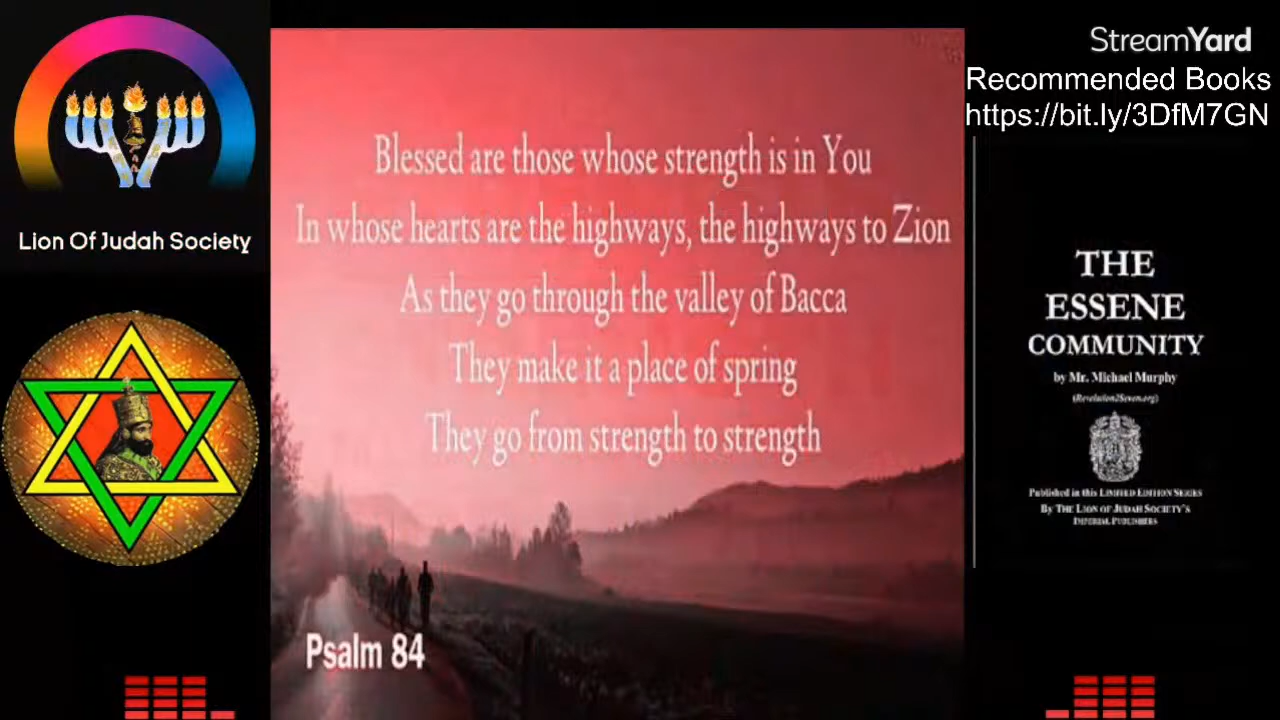 Lion Of Judah Society
Blessed are those whose strength is in You
In whose hearts are the highways, the highways to Zion
As they go through the valley of Bacca
They make it a place of spring
They go from strength to strength
Psalm 84
StreamYard
Recommended Books
https://bit.ly/3DfM7GN
THE
ESSENE
COMMUNITY
by Mr. Michael Murphy
(Revelation2Seven.org)
Published in this LIMITED EDITION SERIES
By THE LION OF JUDAH SOCIETY'S
IMPERIAL PUBLISHERS